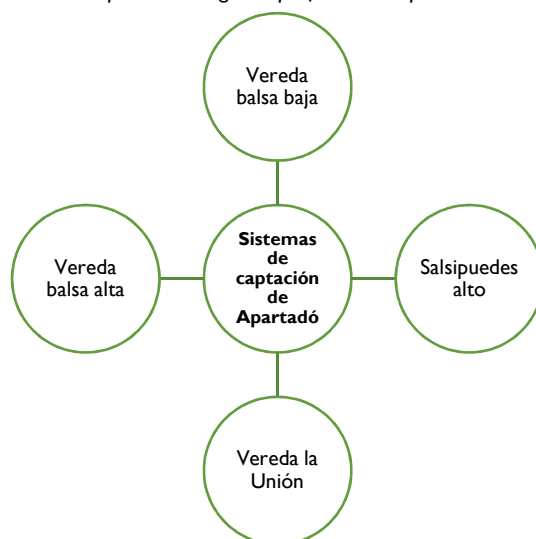 Vereda
balsa baja
Vereda
balsa alta
Sistemas
de
captación
de
Apartadó
Salsipuedes
alto
Vereda la
Unión